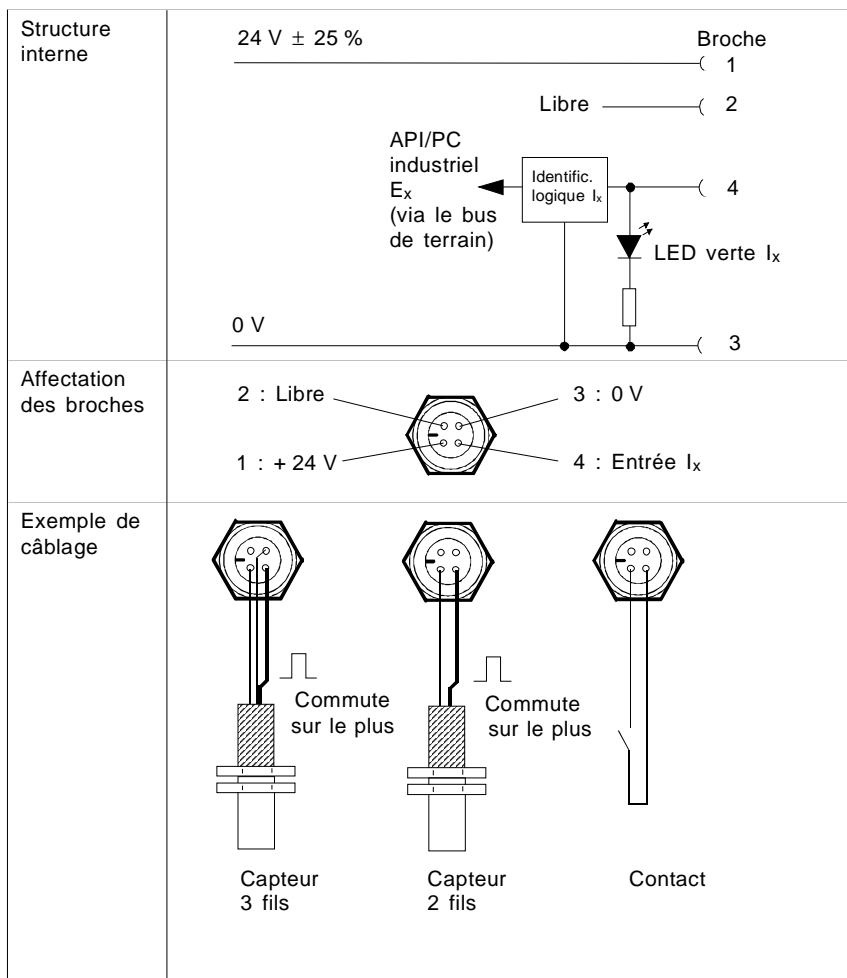 Structure
interne
24 V ± 25 %
Broche
1
Libre
2
API/PC
industriel
Ex
(via le bus
de terrain)
Identific.
logique Ix
4
LED verte Ix
0 V
3
Affectation
des broches
2 : Libre
3 : 0 V
1 : + 24 V
4 : Entrée Ix
Exemple de
câblage
Commute
sur le plus
Commute
sur le plus
Capteur
3 fils
Capteur
2 fils
Contact